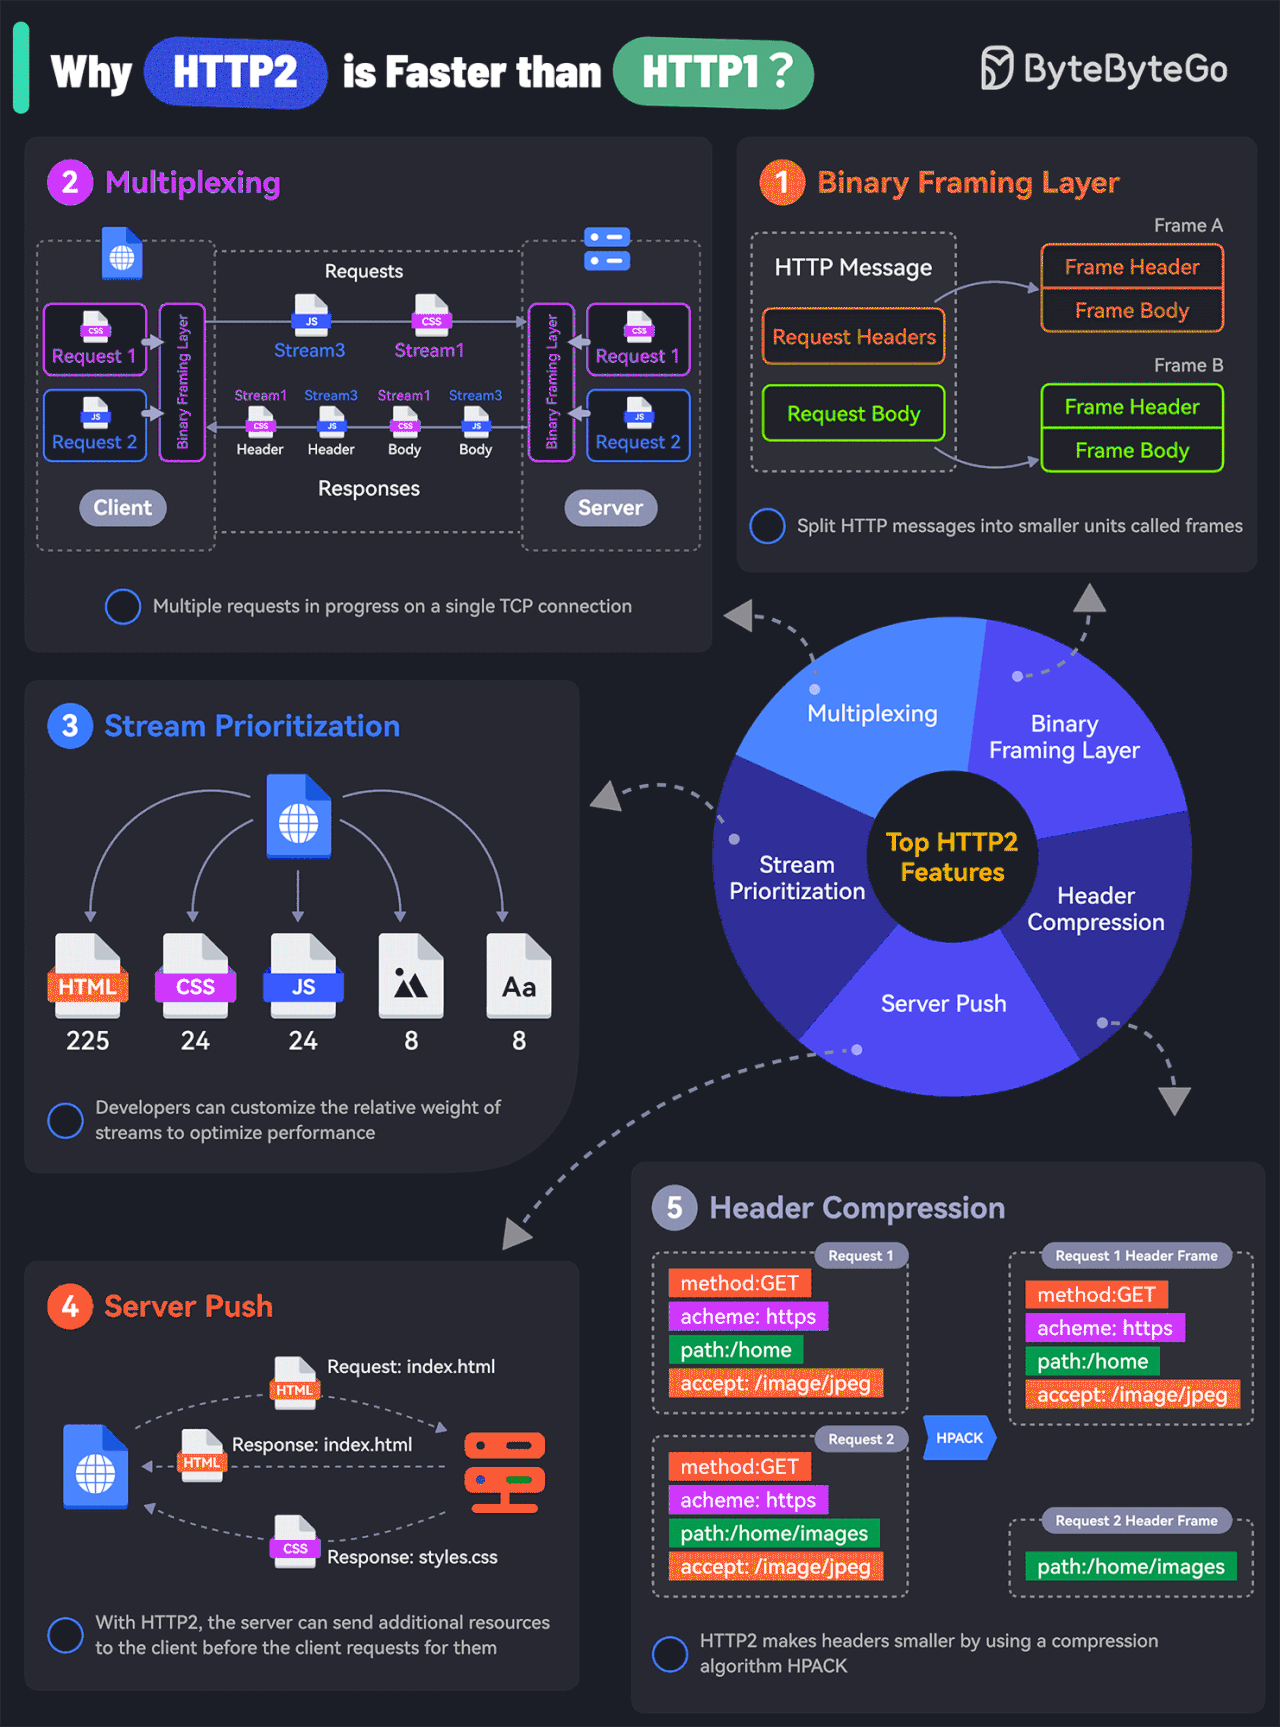 Why HTTP2 is Faster than HTTP1 ?
ByteByteGo
2 Multiplexing
Requests
JS
CSS
Stream3
Stream1
CSS
Request 1
JS
Request 2
Binary Framing Layer
Stream1
Stream3
Stream1
Stream3
CSS
JS
CSS
JS
Header
Header
Body
Body
Responses
Binary Framing Layer
CSS
Request 1
JS
Request 2
Client
Server
Multiple requests in progress on a single TCP connection
1 Binary Framing Layer
HTTP Message
Request Headers
Request Body
Frame A
Frame Header
Frame Body
Frame B
Frame Header
Frame Body
Split HTTP messages into smaller units called frames
3 Stream Prioritization
HTML
CSS
JS
Aa
225
24
24
8
8
Developers can customize the relative weight of
streams to optimize performance
Top HTTP2
Features
Multiplexing
Binary
Framing Layer
Stream
Prioritization
Header
Compression
Server Push
4 Server Push
Request: index.html
HTML
Response: index.html
HTML
CSS
Response: styles.css
With HTTP2, the server can send additional resources
to the client before the client requests for them
5 Header Compression
Request 1
method:GET
acheme: https
path:/home
accept: /image/jpeg
Request 2
method:GET
acheme: https
path:/home/images
accept: /image/jpeg
HPACK
Request 1 Header Frame
method:GET
acheme: https
path:/home
accept: /image/jpeg
Request 2 Header Frame
path:/home/images
HTTP2 makes headers smaller by using a compression
algorithm HPACK